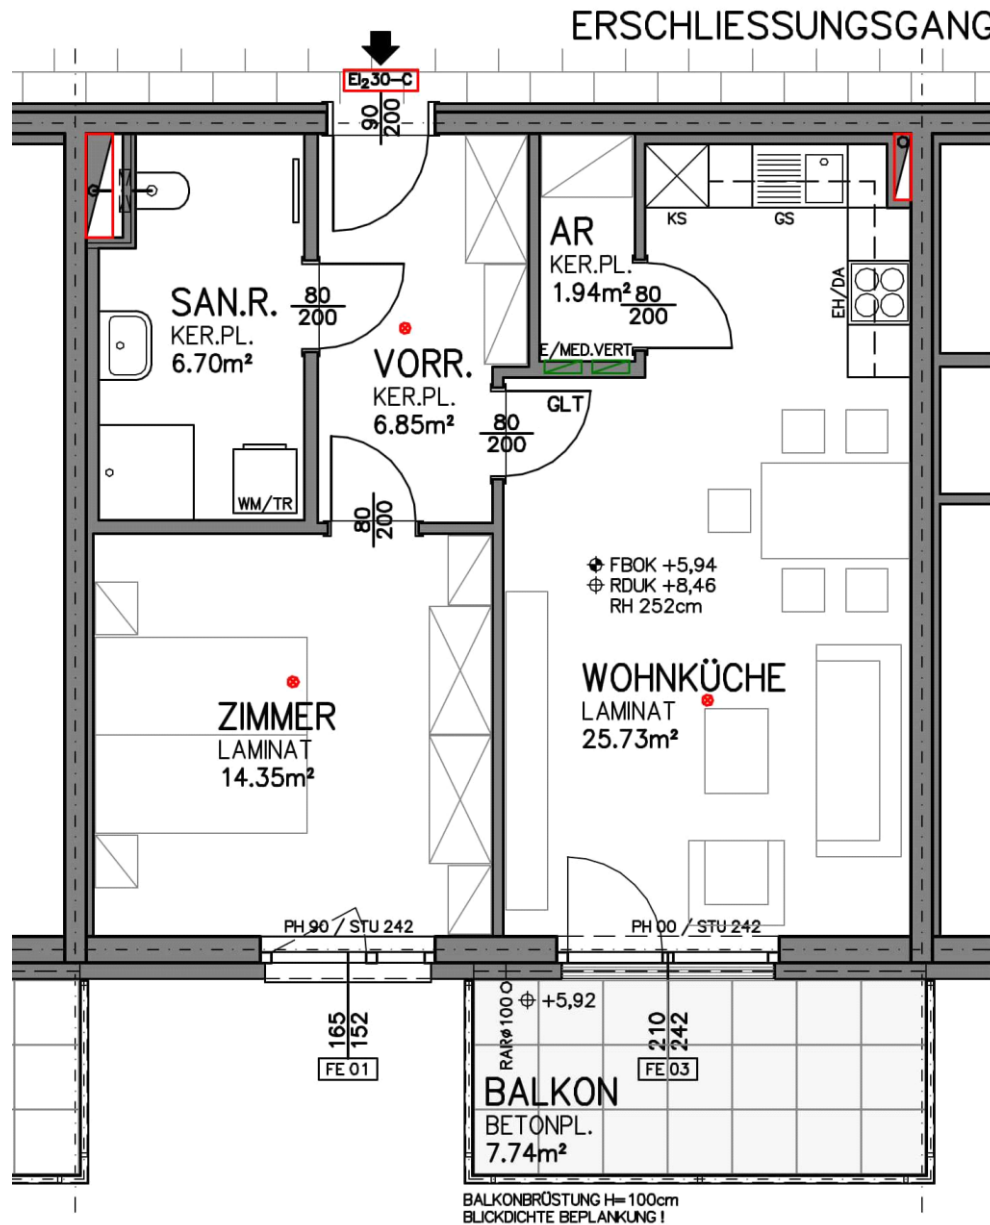 ERSCHLIESSUNGSGANG
EI₂30-C
90
200
KS
GS
AR
KER.PL.
1.94m²
80
200
EH/DA
SAN.R.
KER.PL.
6.70m²
80
200
E/MED.VERT.
VORR.
KER.PL.
6.85m²
GLT
80
200
WM/TR
80
200
FBOK +5,94
RDUK +8,46
RH 252cm
WOHNKÜCHE
LAMINAT
25.73m²
ZIMMER
LAMINAT
14.35m²
PH 90 / STU 242
PH 00 / STU 242
165
152
FE 01
RARø100
+5,92
210
242
FE 03
BALKON
BETONPL.
7.74m²
BALKONBRÜSTUNG H=100cm
BLICKDICHTE BEPLANKUNG !